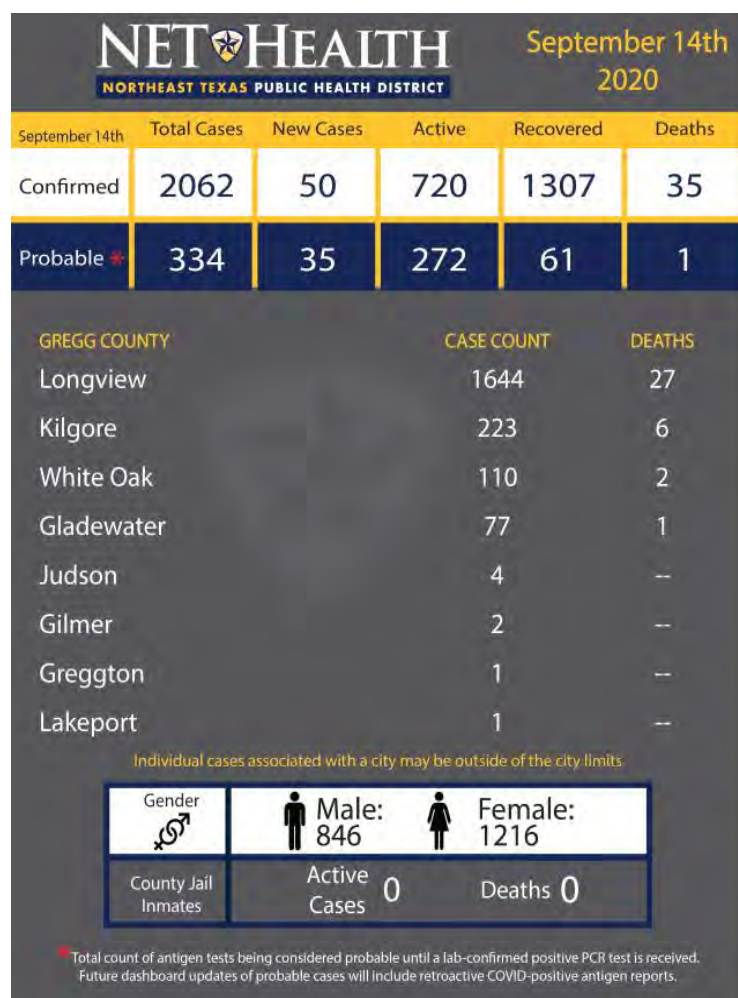 NET HEALTH
NORTHEAST TEXAS PUBLIC HEALTH DISTRICT
September 14th
2020
September 14th Total Cases New Cases Active Recovered Deaths
Confirmed 2062 50 720 1307 35
Probable * 334 35 272 61 1
GREGG COUNTY CASE COUNT DEATHS
Longview 1644 27
Kilgore 223 6
White Oak 110 2
Gladewater 77 1
Judson 4 --
Gilmer 2 --
Greggton 1 --
Lakeport 1 --
Individual cases associated with a city may be outside of the city limits
Gender
Male:
846
Female:
1216
County Jail
Inmates
Active
Cases 0
Deaths 0
*Total count of antigen tests being considered probable until a lab-confirmed positive PCR test is received.
Future dashboard updates of probable cases will include retroactive COVID-positive antigen reports.